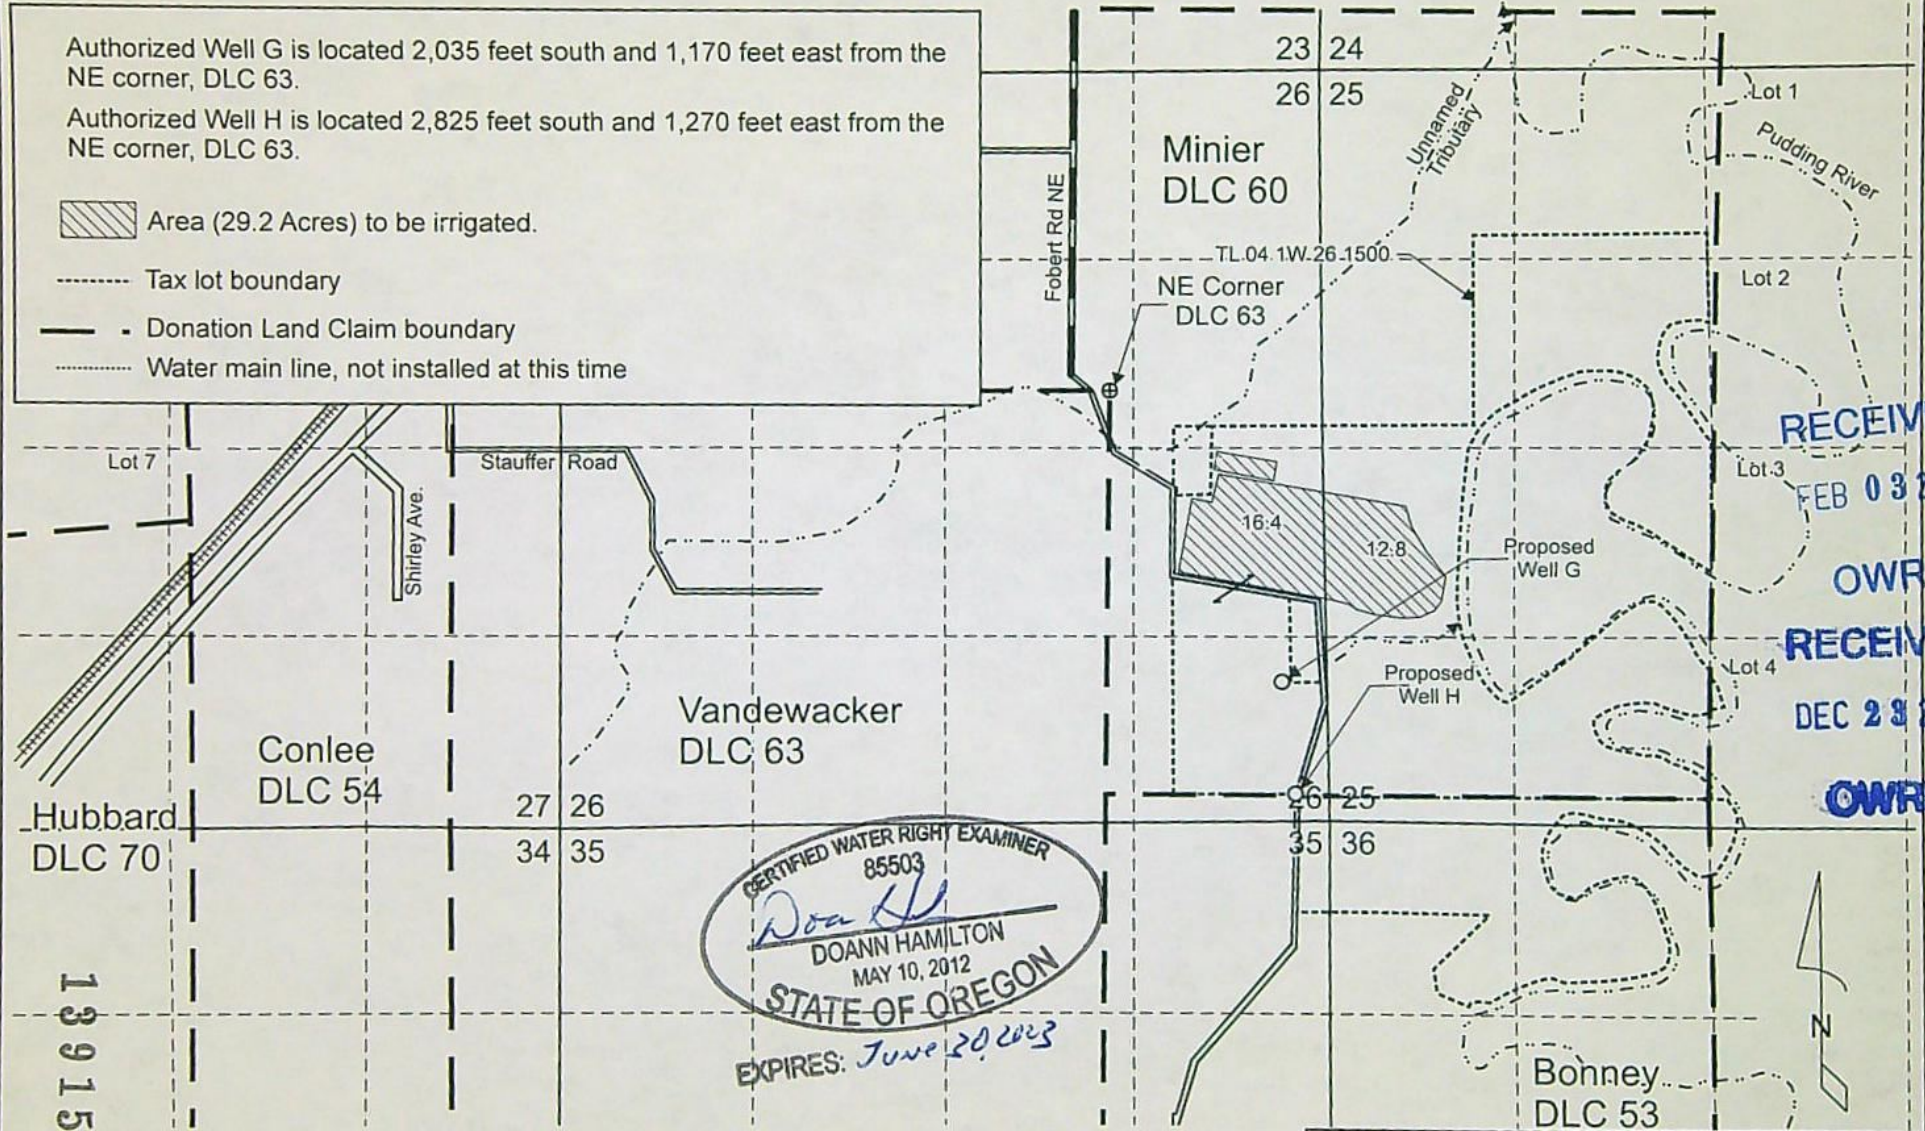 Authorized Well G is located 2,035 feet south and 1,170 feet east from the
NE corner, DLC 63.
Authorized Well H is located 2,825 feet south and 1,270 feet east from the
NE corner, DLC 63.
Area (29.2 Acres) to be irrigated.
Tax lot boundary
Donation Land Claim boundary
Water main line, not installed at this time
23 24
26 25
Unnamed
Tributary
Lot 1
Pudding River
Minier
DLC 60
Fobert Rd NE
TL 04 1W 26 1500
NE Corner
DLC 63
Lot 2
RECEIV
Lot 3
FEB 03
Lot 7
Stauffer Road
Shirley Ave.
16.4
12.8
Proposed
Well G
OWR
RECEIV
Lot 4
Proposed
Well H
DEC 23
Vandewacker
DLC 63
Conlee
DLC 54
OWR
Hubbard
DLC 70
27 26
34 35
26 25
35 36
CERTIFIED WATER RIGHT EXAMINER
85503
Doa H
DOANN HAMILTON
MAY 10, 2012
STATE OF OREGON
EXPIRES: June 30, 2023
13915
N
Bonney
DLC 53